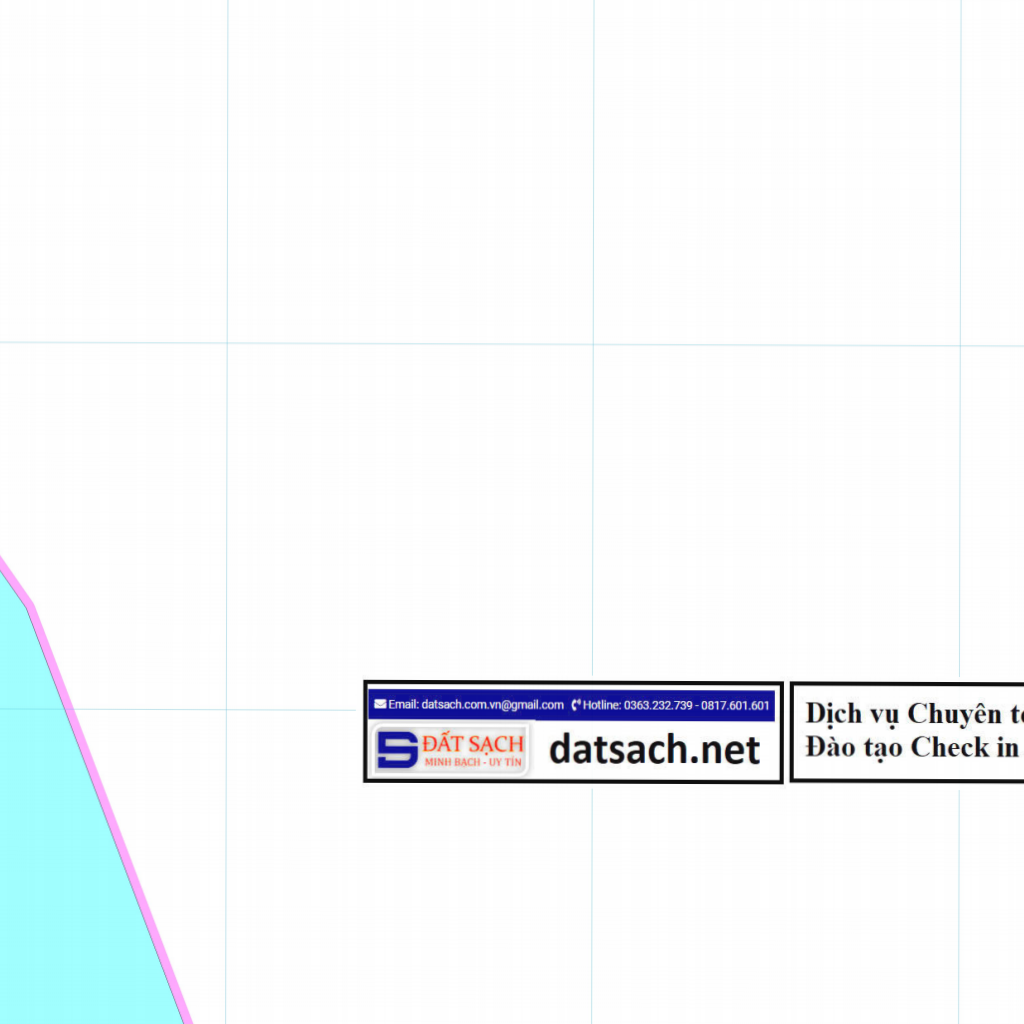 Email: datsach.com.vn@gmail.com Hotline: 0363.232.739 - 0817.601.601
ĐẤT SẠCH
MINH BẠCH - UY TÍN
datsach.net
Dịch vụ Chuyên
Đào tạo Check in